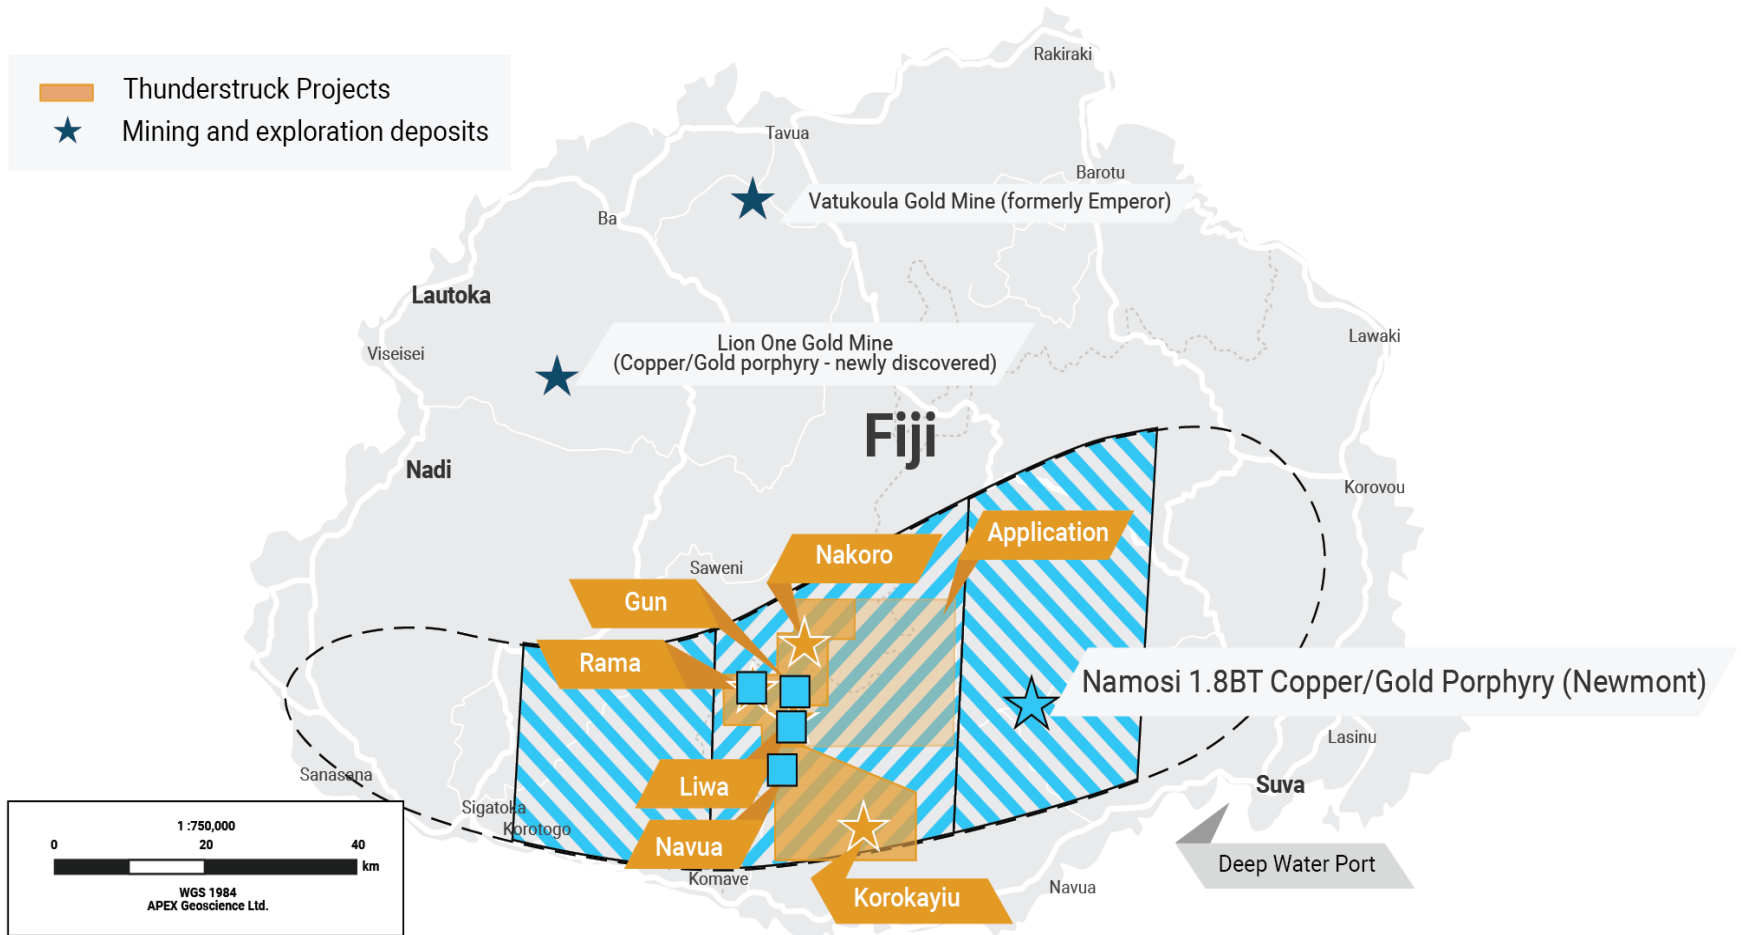 Rakiraki
Thunderstruck Projects
Mining and exploration deposits
Tavua
Barotu
Vatukoula Gold Mine (formerly Emperor)
Ba
Lautoka
Lawaki
Viseisei
Lion One Gold Mine
(Copper/Gold porphyry - newly discovered)
Fiji
Nadi
Korovou
Application
Nakoro
Saweni
Gun
Rama
Namosi 1.8BT Copper/Gold Porphyry (Newmont)
Lasinu
Sanasana
Liwa
Suva
Sigatoka
Korotogo
Navua
Deep Water Port
Komave
Navua
Korokayiu
1 :750,000
0 20 40
km
WGS 1984
APEX Geoscience Ltd.